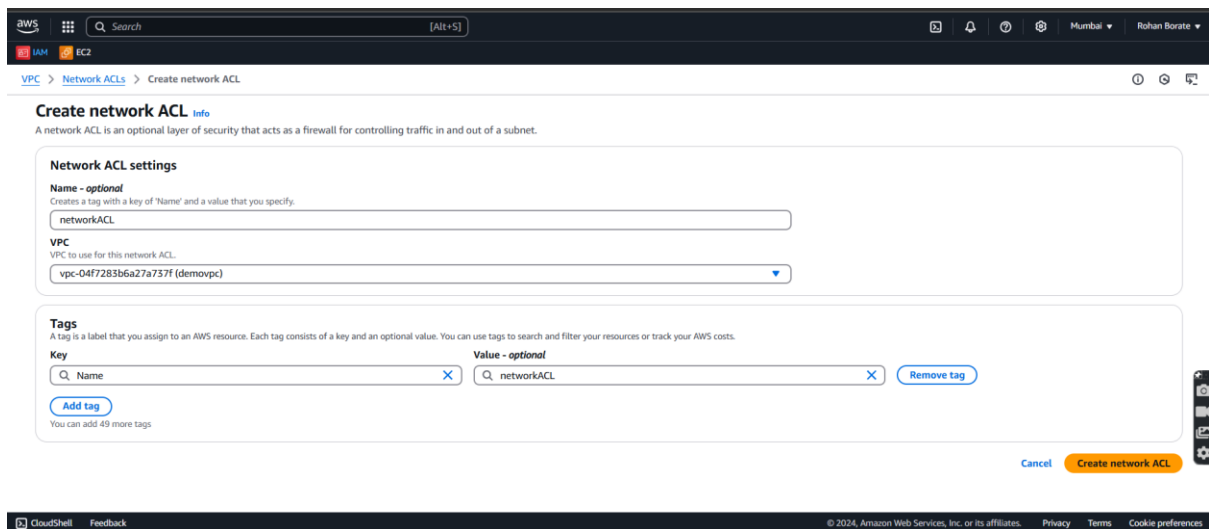 aws Search [Alt+S] Mumbai Rohan Borate
IAM EC2
VPC > Network ACLs > Create network ACL
Create network ACL Info
A network ACL is an optional layer of security that acts as a firewall for controlling traffic in and out of a subnet.
Network ACL settings
Name - optional
Creates a tag with a key of 'Name' and a value that you specify.
networkACL
VPC
VPC to use for this network ACL.
vpc-04f7283b6a27a737f (demovpc)
Tags
A tag is a label that you assign to an AWS resource. Each tag consists of a key and an optional value. You can use tags to search and filter your resources or track your AWS costs.
Key Value - optional
Name networkACL Remove tag
Add tag
You can add 49 more tags
Cancel Create network ACL
CloudShell Feedback © 2024, Amazon Web Services, Inc. or its affiliates. Privacy Terms Cookie preferences